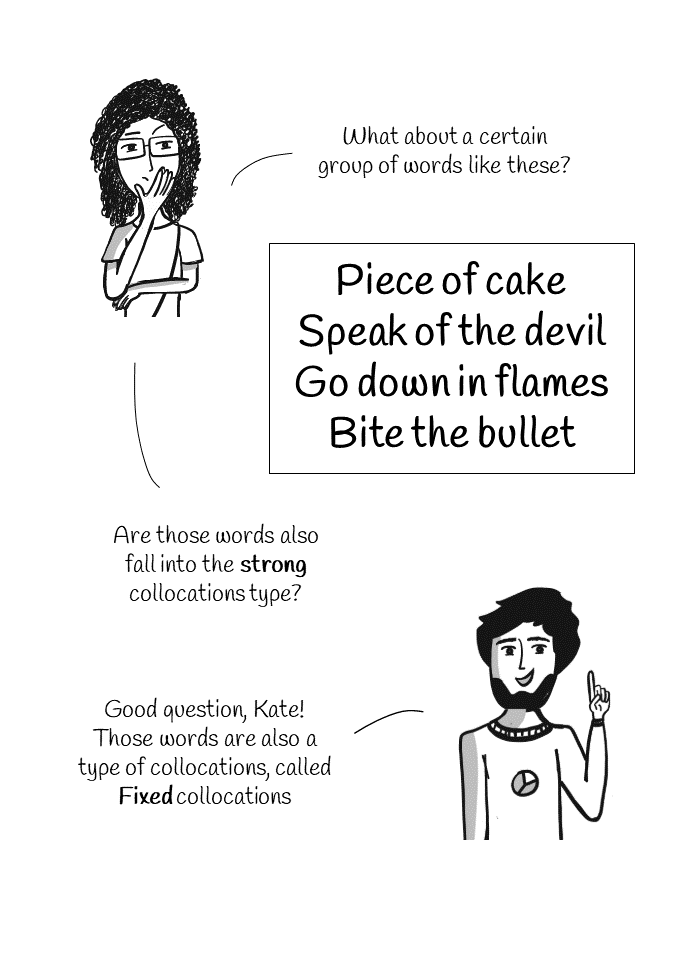 What about a certain
group of words like these?
Piece of cake
Speak of the devil
Go down in flames
Bite the bullet
Are those words also
fall into the strong
collocations type?
Good question, Kate!
Those words are also a
type of collocations, called
Fixed collocations